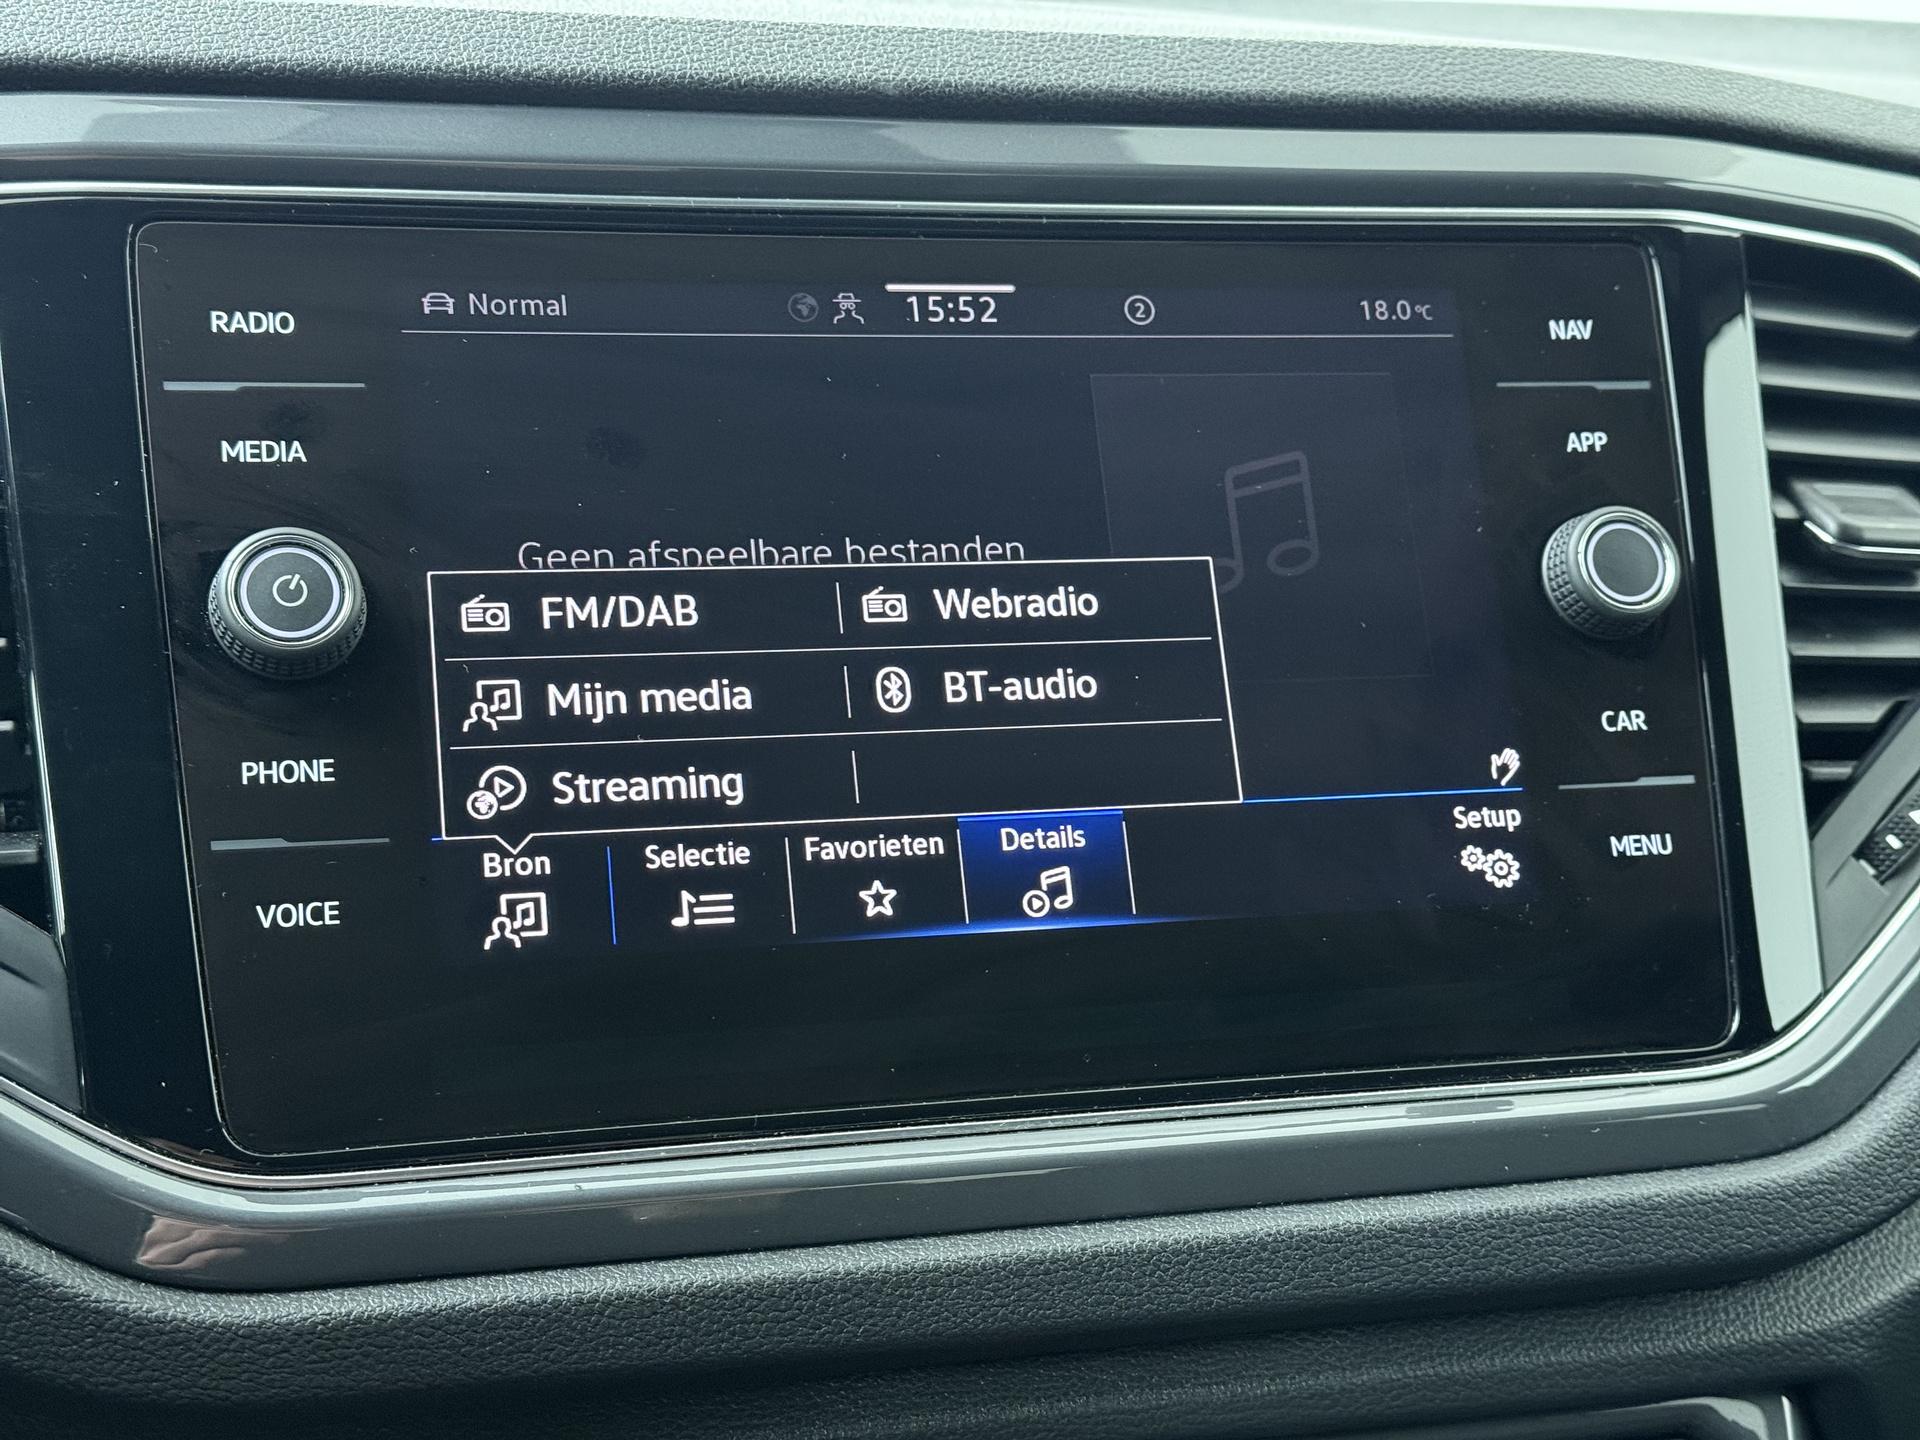 RADIO
MEDIA
PHONE
VOICE
Normal
15:52
2
18.0°C
Geen afspeelbare bestanden
FM/DAB
Webradio
Mijn media
BT-audio
Streaming
Bron
Selectie
Favorieten
Details
Setup
NAV
APP
CAR
MENU